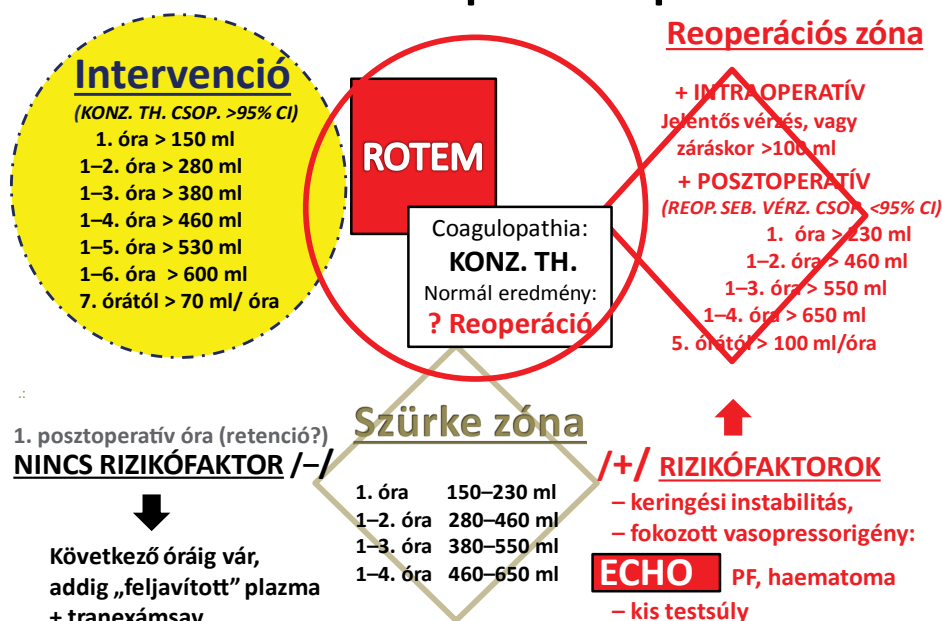 Intervenció
(KONZ. TH. CSOP. >95% CI)
1. óra > 150 ml
1–2. óra > 280 ml
1–3. óra > 380 ml
1–4. óra > 460 ml
1–5. óra > 530 ml
1–6. óra > 600 ml
7. órától > 70 ml/ óra
ROTEM
Coagulopathia:
KONZ. TH.
Normál eredmény:
? Reoperáció
Reoperációs zóna
+ INTRAOPERATÍV
Jelentős vérzés, vagy
záráskor >100 ml
+ POSZTOPERATÍV
(REOP. SEB. VÉRZ. CSOP. <95% CI)
1. óra > 230 ml
1–2. óra > 460 ml
1–3. óra > 550 ml
1–4. óra > 650 ml
5. órától > 100 ml/óra
.:
1. posztoperatív óra (retenció?)
NINCS RIZIKÓFAKTOR /–/
Következő óráig vár,
addig „feljavított” plazma
+ tranexámsav
Szürke zóna
1. óra 150–230 ml
1–2. óra 280–460 ml
1–3. óra 380–550 ml
1–4. óra 460–650 ml
/+/ RIZIKÓFAKTOROK
– keringési instabilitás,
– fokozott vasopressorigény:
ECHO PF, haematoma
– kis testsúly